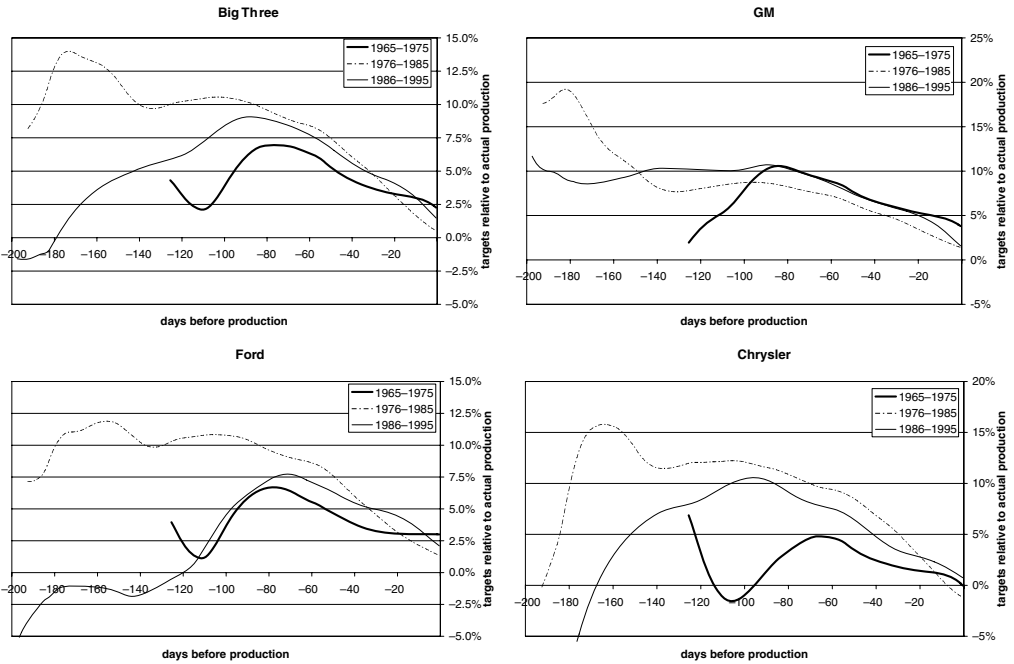 Big Three
15.0%
12.5%
10.0%
7.5%
5.0%
2.5%
0.0%
–2.5%
–5.0%
1965–1975
1976–1985
1986–1995
–200 –180 –160 –140 –120 –100 –80 –60 –40 –20
targets relative to actual production
days before production
GM
25%
20%
15%
10%
5%
0%
–5%
1965–1975
1976–1985
1986–1995
–200 –180 –160 –140 –120 –100 –80 –60 –40 –20
targets relative to actual production
days before production
Ford
15.0%
12.5%
10.0%
7.5%
5.0%
2.5%
0.0%
–2.5%
–5.0%
1965–1975
1976–1985
1986–1995
–200 –180 –160 –140 –120 –100 –80 –60 –40 –20
targets relative to actual production
days before production
Chrysler
20%
15%
10%
5%
0%
–5%
1965–1975
1976–1985
1986–1995
–200 –180 –160 –140 –120 –100 –80 –60 –40 –20
targets relative to actual production
days before production